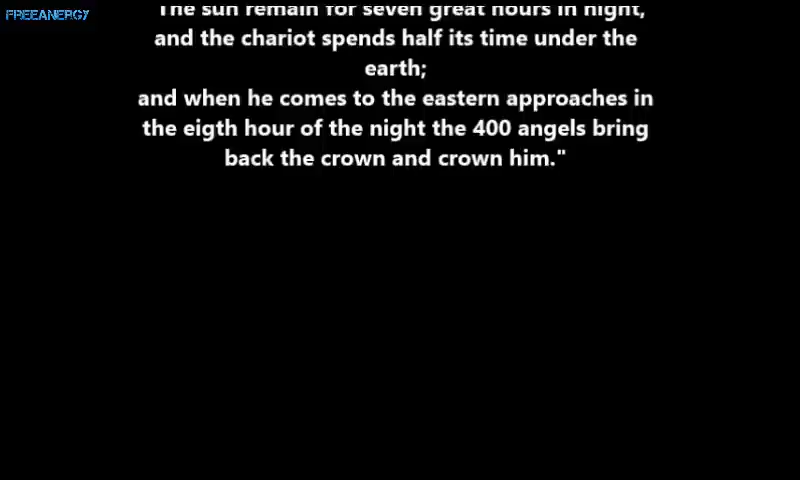 FREEANERGY
"The sun remain for seven great hours in night,
and the chariot spends half its time under the
earth;
and when he comes to the eastern approaches in
the eigth hour of the night the 400 angels bring
back the crown and crown him."